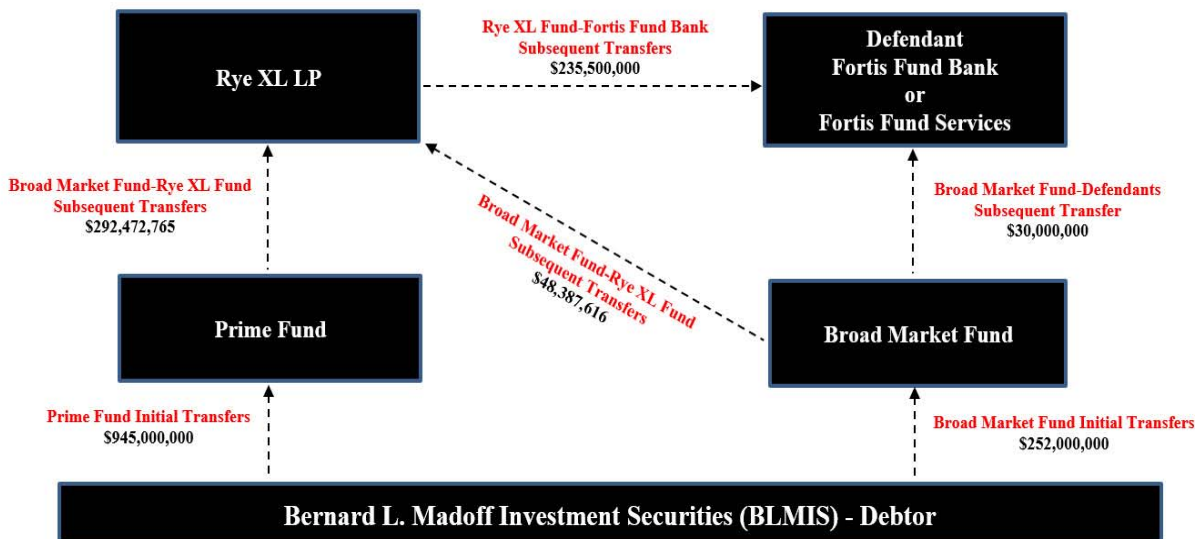 Rye XL LP
Rye XL Fund-Fortis Fund Bank
Subsequent Transfers
$235,500,000
Defendant
Fortis Fund Bank
or
Fortis Fund Services
Broad Market Fund-Rye XL Fund
Subsequent Transfers
$292,472,765
Broad Market Fund-Rye XL Fund
Subsequent Transfers
$48,387,616
Broad Market Fund-Defendants
Subsequent Transfer
$30,000,000
Prime Fund
Broad Market Fund
Prime Fund Initial Transfers
$945,000,000
Broad Market Fund Initial Transfers
$252,000,000
Bernard L. Madoff Investment Securities (BLMIS) - Debtor